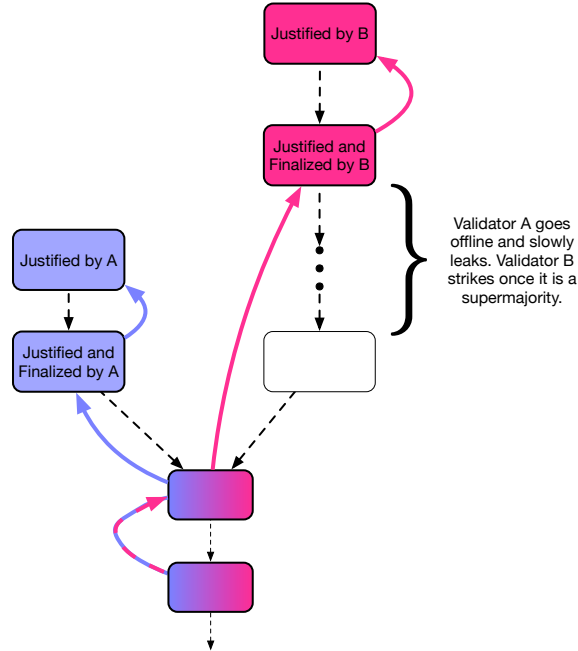 Justified by B
Justified and
Finalized by B
Validator A goes
offline and slowly
leaks. Validator B
strikes once it is a
supermajority.
Justified by A
Justified and
Finalized by A